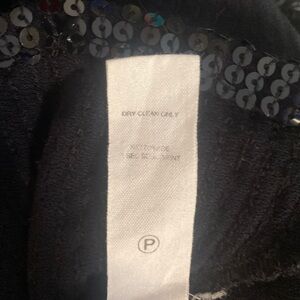 DRY CLEAN ONLY
NETTOYAGE
À SEC SEULEMENT
P